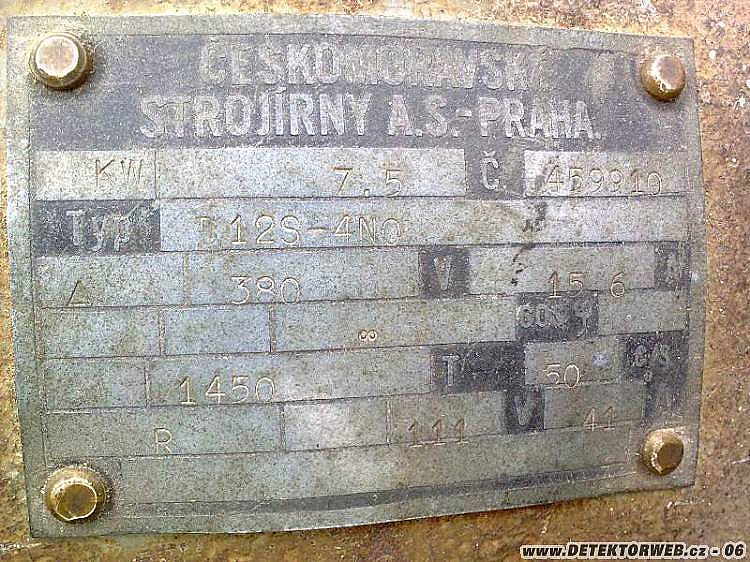 ČESKOMORAVSKÉ
STROJÍRNY A.S.-PRAHA.
KW 7.5 Č. 459910
Typ D12S-4NO
△ 380 V 15.6 A
∞ COS φ
1450 T 50 c/s
R 111 V 41 A
www.DETEKTORWEB.cz - 06